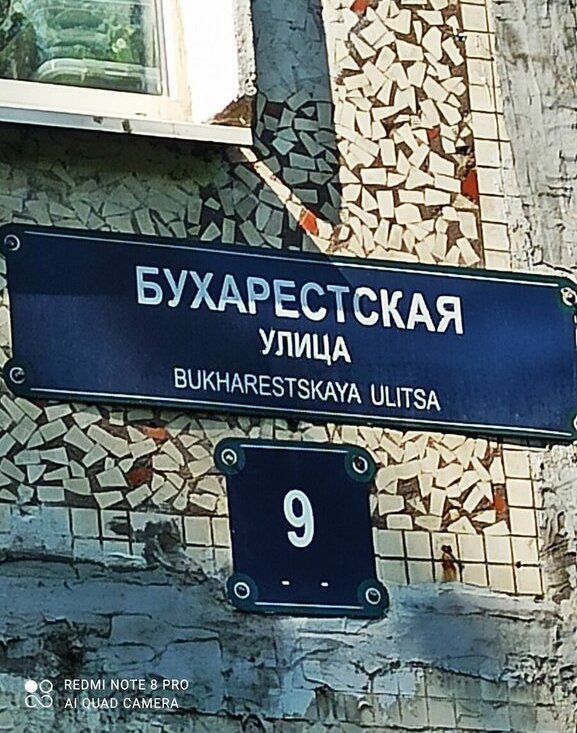 БУХАРЕСТСКАЯ
УЛИЦА
BUKHARESTSKAYA ULITSA
9
REDMI NOTE 8 PRO
AI QUAD CAMERA